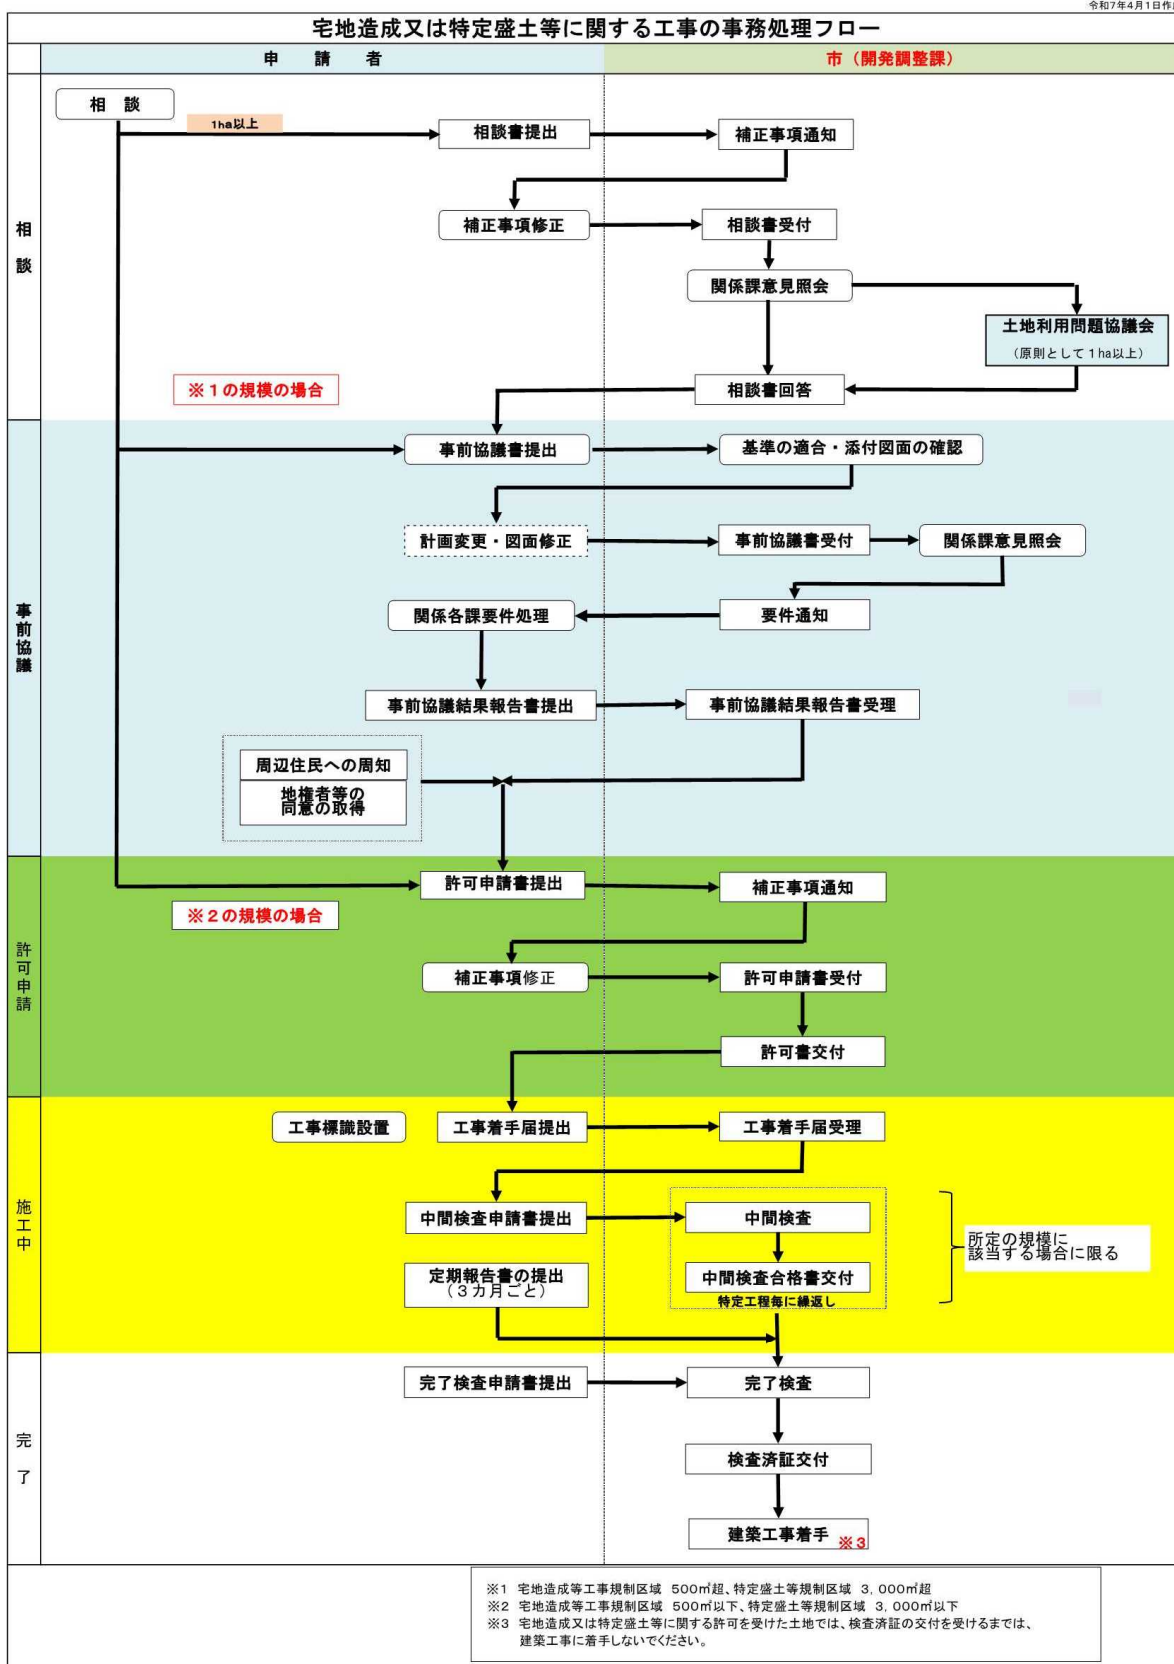 令和7年4月1日作
宅地造成又は特定盛土等に関する工事の事務処理フロー
申 請 者
市（開発調整課）
相 談
1ha以上
相談書提出
補正事項通知
補正事項修正
相談書受付
関係課意見照会
土地利用問題協議会
（原則として１ha以上）
※１の規模の場合
相談書回答
相談
事前協議書提出
基準の適合・添付図面の確認
計画変更・図面修正
事前協議書受付
関係課意見照会
関係各課要件処理
要件通知
事前協議
事前協議結果報告書提出
事前協議結果報告書受理
周辺住民への周知
地権者等の
同意の取得
許可申請書提出
補正事項通知
※２の規模の場合
補正事項修正
許可申請書受付
許可申請
許可書交付
工事標識設置
工事着手届提出
工事着手届受理
中間検査申請書提出
中間検査
所定の規模に
該当する場合に限る
施工中
定期報告書の提出
（３カ月ごと）
中間検査合格書交付
特定工程毎に繰返し
完了検査申請書提出
完了検査
完了
検査済証交付
建築工事着手 ※３
※1 宅地造成等工事規制区域 500㎡超、特定盛土等規制区域 3，000㎡超
※2 宅地造成等工事規制区域 500㎡以下、特定盛土等規制区域 3，000㎡以下
※3 宅地造成又は特定盛土等に関する許可を受けた土地では、検査済証の交付を受けるまでは、
建築工事に着手しないでください。